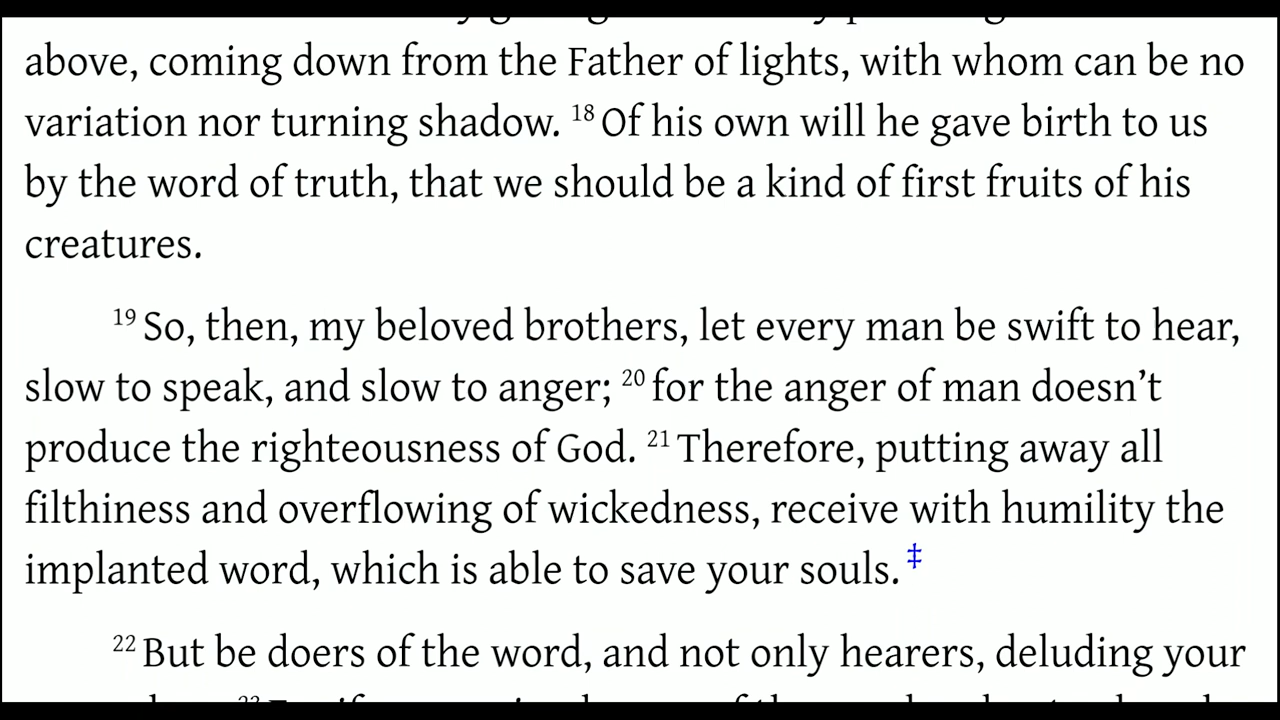 above, coming down from the Father of lights, with whom can be no
variation nor turning shadow. 18 Of his own will he gave birth to us
by the word of truth, that we should be a kind of first fruits of his
creatures.
19 So, then, my beloved brothers, let every man be swift to hear,
slow to speak, and slow to anger; 20 for the anger of man doesn’t
produce the righteousness of God. 21 Therefore, putting away all
filthiness and overflowing of wickedness, receive with humility the
implanted word, which is able to save your souls. ‡
22 But be doers of the word, and not only hearers, deluding your